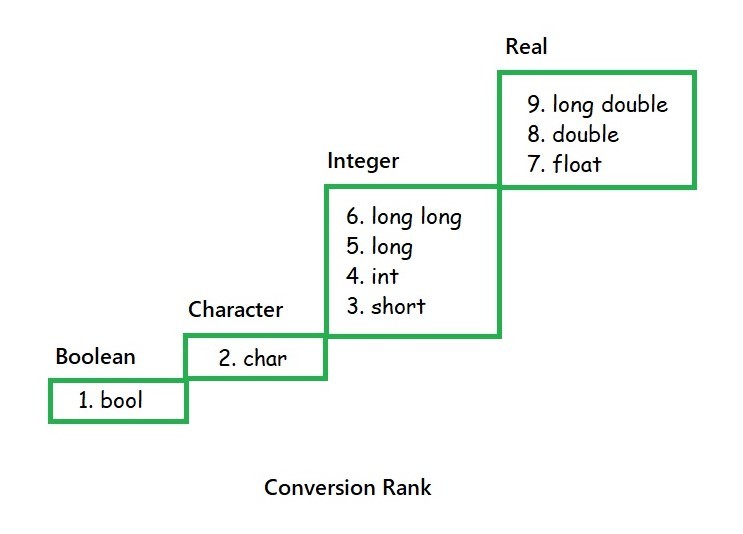 Real
9. long double
8. double
7. float
Integer
6. long long
5. long
4. int
3. short
Character
2. char
Boolean
1. bool
Conversion Rank